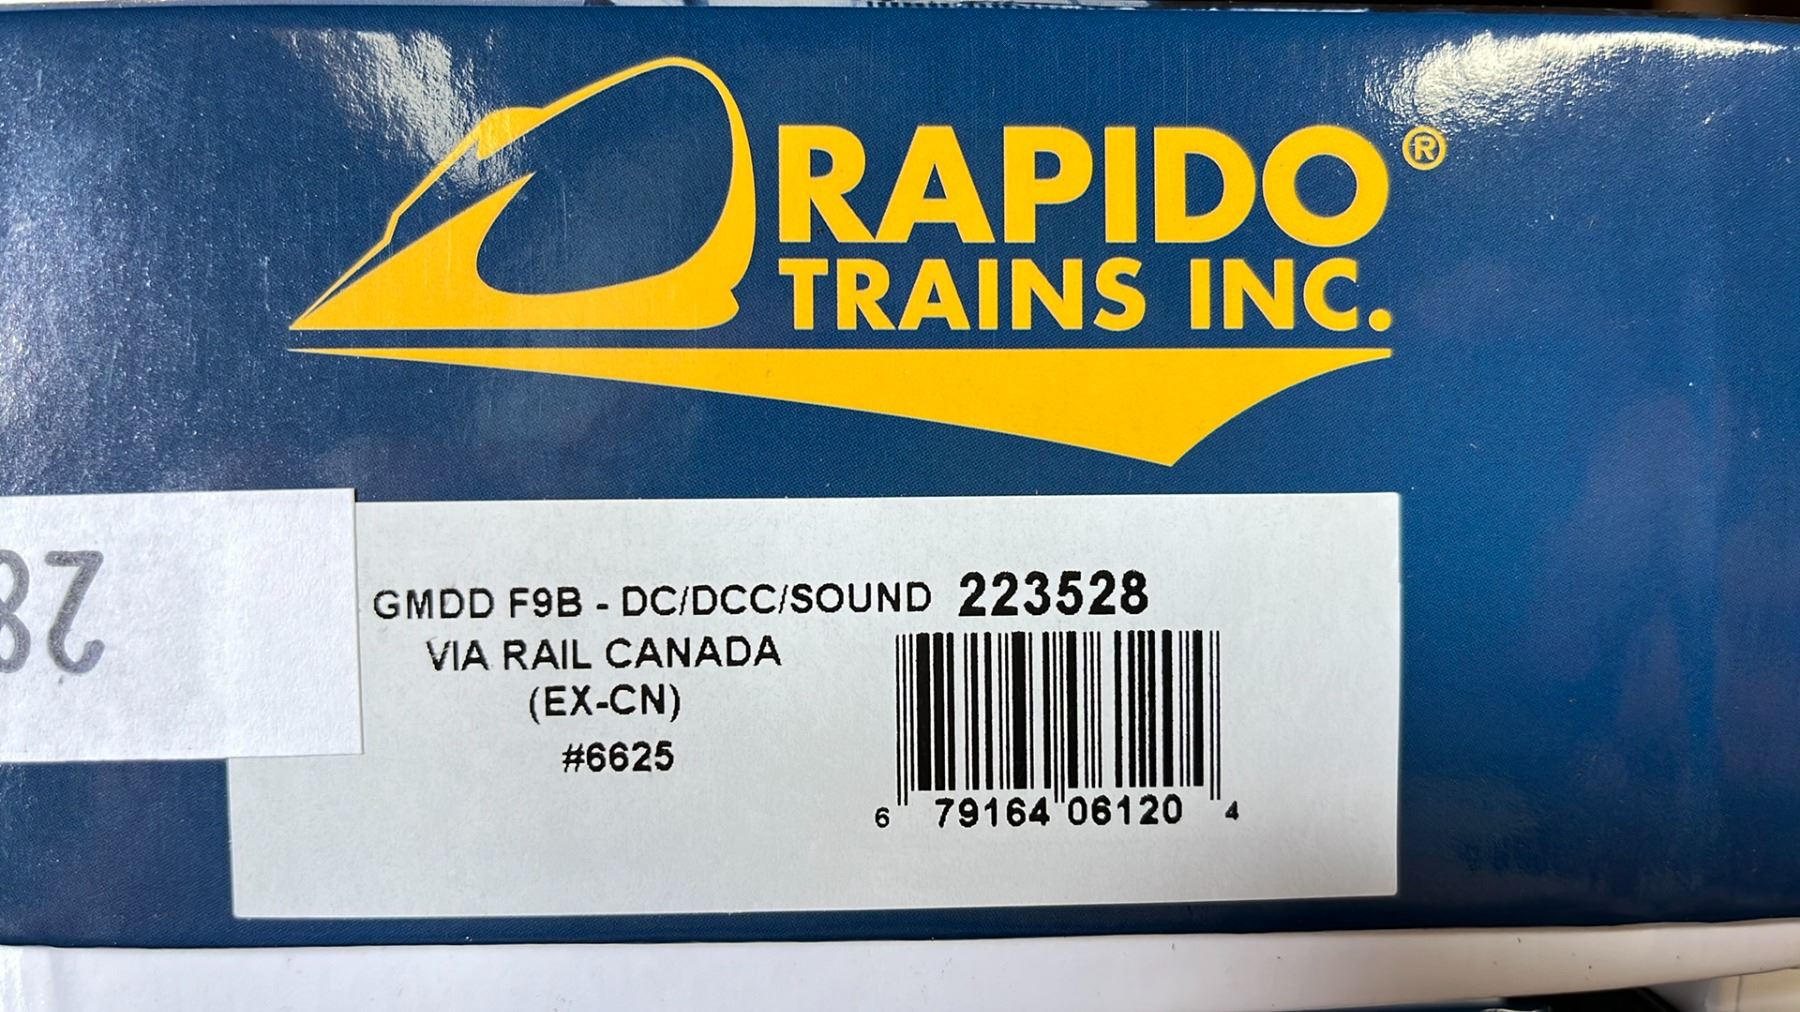 RAPIDO®
TRAINS INC.
28
GMDD F9B - DC/DCC/SOUND 223528
VIA RAIL CANADA
(EX-CN)
#6625
6 79164 06120 4